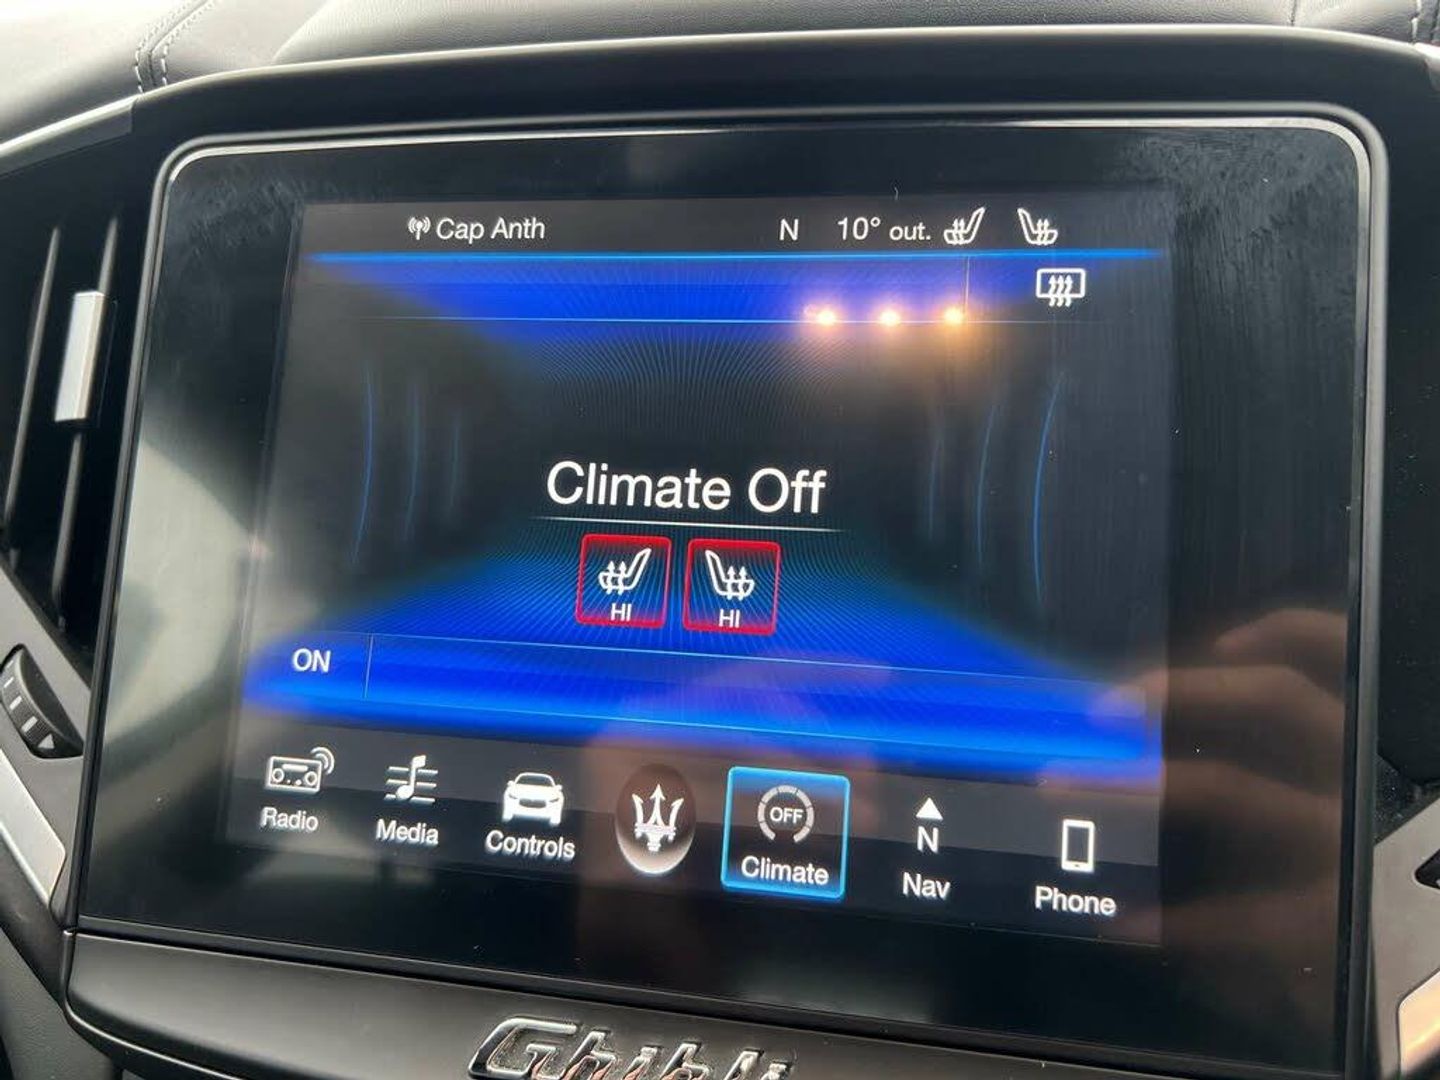 Cap Anth N 10° out.
Climate Off
HI HI
ON
OFF
Radio Media Controls Climate N Nav Phone
Ghibli